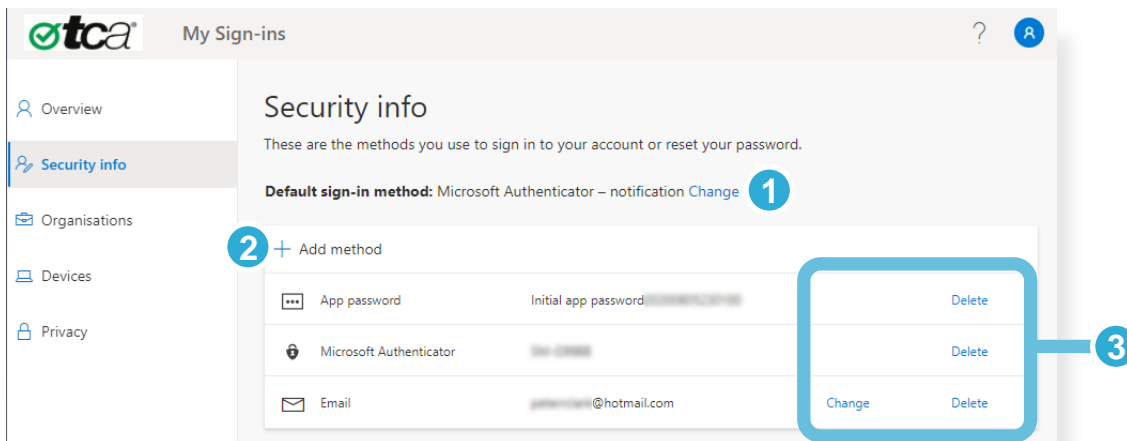 tca My Sign-ins ?
Overview
Security info
Organisations
Devices
Privacy
Security info
These are the methods you use to sign in to your account or reset your password.
Default sign-in method: Microsoft Authenticator – notification Change 1
2 + Add method
App password Initial app password Delete
Microsoft Authenticator Delete
Email @hotmail.com Change Delete
3